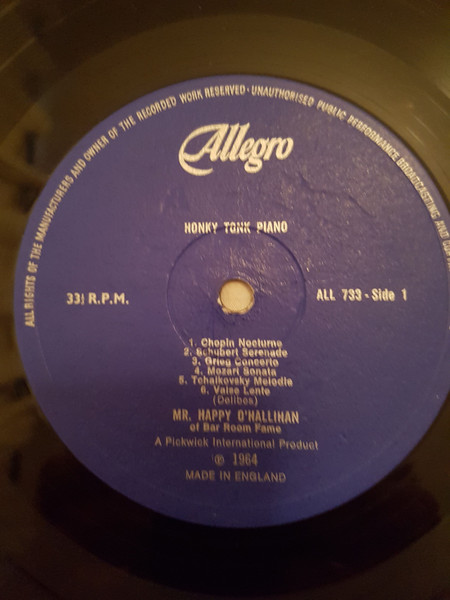 ALL RIGHTS OF THE MANUFACTURERS AND OWNER OF THE RECORDED WORK RESERVED · UNAUTHORISED PUBLIC PERFORMANCE BROADCASTING AND
Allegro
HONKY TONK PIANO
33⅓ R.P.M.
ALL 733 - Side 1
1. Chopin Nocturne
2. Schubert Serenade
3. Grieg Concerto
4. Mozart Sonata
5. Tchaikovsky Melodie
6. Valse Lente
(Delibos)
MR. HAPPY O'HALLIHAN
of Bar Room Fame
A Pickwick International Product
℗ 1964
MADE IN ENGLAND